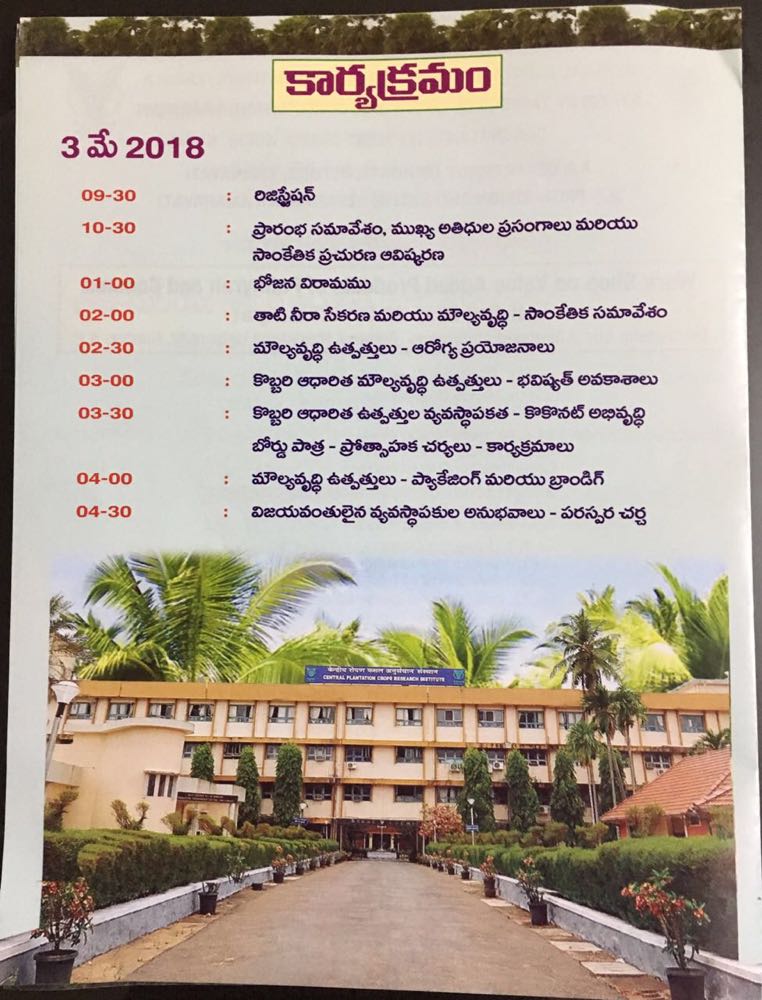 కార్యక్రమం
3 మే 2018
09-30 : రిజిస్ట్రేషన్
10-30 : ప్రారంభ సమావేశం, ముఖ్య అతిధుల ప్రసంగాలు మరియు
సాంకేతిక ప్రచురణ ఆవిష్కరణ
01-00 : భోజన విరామము
02-00 : తాటి నీరా సేకరణ మరియు మౌల్యవృద్ధి - సాంకేతిక సమావేశం
02-30 : మౌల్యవృద్ధి ఉత్పత్తులు - ఆరోగ్య ప్రయోజనాలు
03-00 : కొబ్బరి ఆధారిత మౌల్యవృద్ధి ఉత్పత్తులు - భవిష్యత్ అవకాశాలు
03-30 : కొబ్బరి ఆధారిత ఉత్పత్తుల వ్యవస్థాపకత - కొకొనట్ అభివృద్ధి
బోర్డు పాత్ర - ప్రోత్సాహక చర్యలు - కార్యక్రమాలు
04-00 : మౌల్యవృద్ధి ఉత్పత్తులు - ప్యాకేజింగ్ మరియు బ్రాండిగ్
04-30 : విజయవంతులైన వ్యవస్థాపకుల అనుభవాలు - పరస్పర చర్చ
केन्द्रीय रोपण फसल अनुसंधान संस्थान
CENTRAL PLANTATION CROPS RESEARCH INSTITUTE